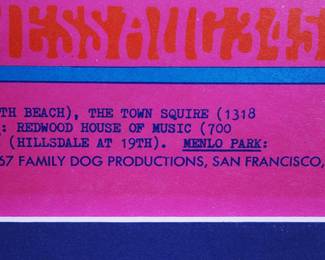 TH BEACH), THE TOWN SQUIRE (1318
: REDWOOD HOUSE OF MUSIC (700
(HILLSDALE AT 19TH). MENLO PARK:
67 FAMILY DOG PRODUCTIONS, SAN FRANCISCO,